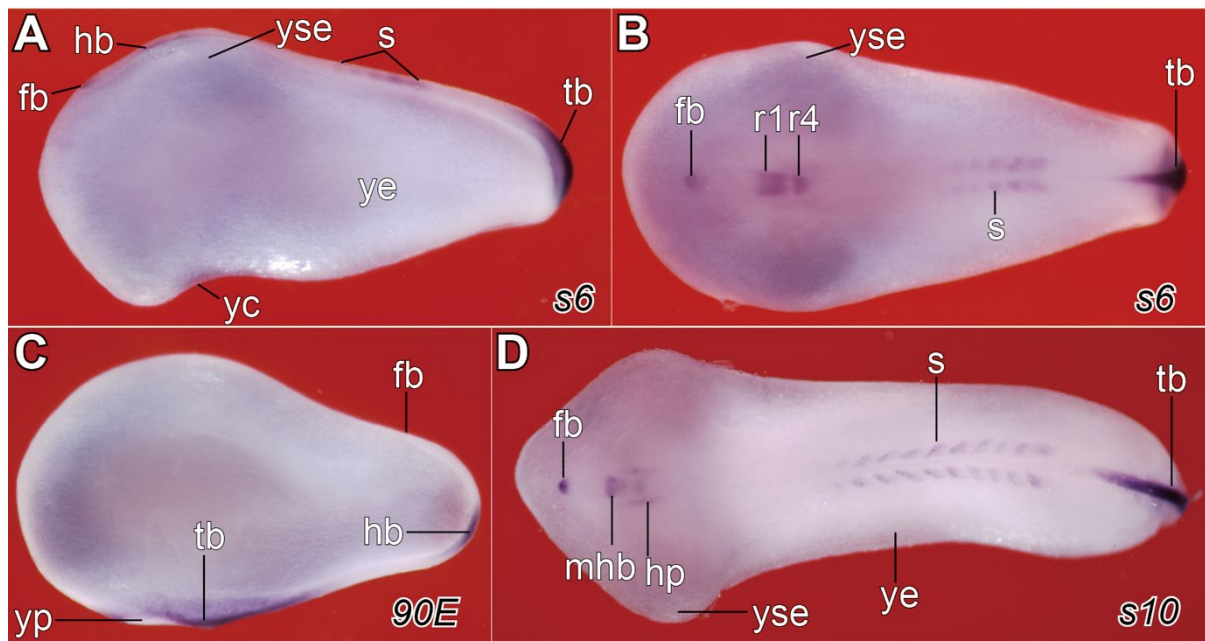 A
hb
yse
s
fb
tb
ye
yc
s6
B
yse
fb
r1 r4
tb
s
s6
C
fb
tb
hb
yp
90E
D
s
tb
fb
mhb
hp
yse
ye
s10